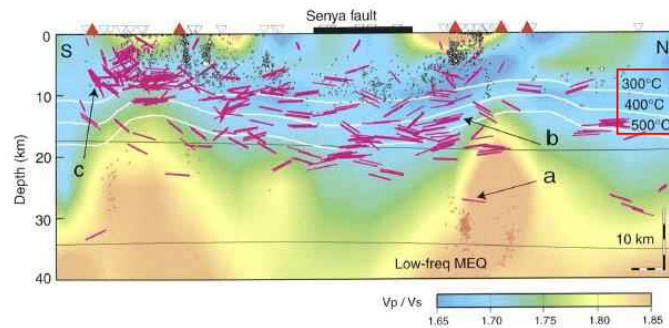 Senya fault
S
N
0
10
20
30
40
Depth (km)
300°C
400°C
500°C
c
b
a
10 km
Low-freq MEQ
Vp / Vs
1.65 1.70 1.75 1.80 1.85